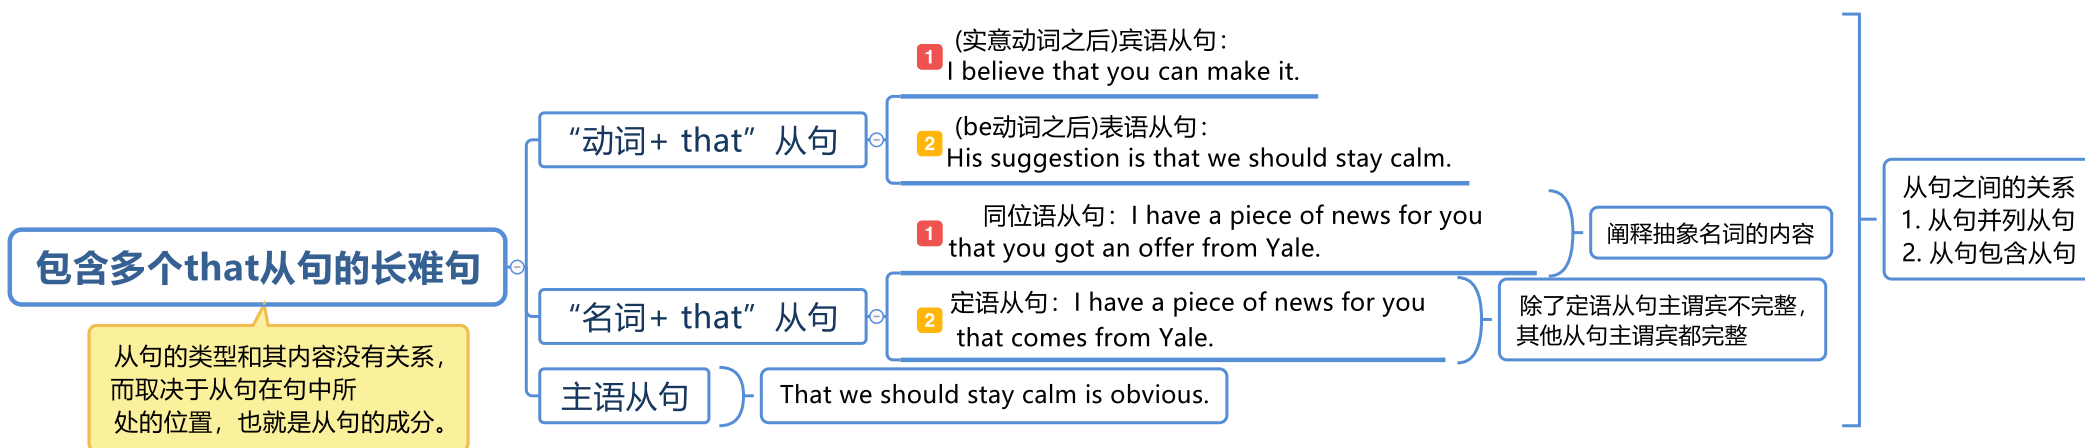 包含多个that从句的长难句
从句的类型和其内容没有关系,
而取决于从句在句中所
处的位置，也就是从句的成分。
“动词+ that”从句
1 (实意动词之后)宾语从句：
I believe that you can make it.
2 (be动词之后)表语从句：
His suggestion is that we should stay calm.
“名词+ that”从句
1 同位语从句：I have a piece of news for you
that you got an offer from Yale.
阐释抽象名词的内容
2 定语从句：I have a piece of news for you
that comes from Yale.
除了定语从句主谓宾不完整,
其他从句主谓宾都完整
主语从句
That we should stay calm is obvious.
从句之间的关系
1. 从句并列从句
2. 从句包含从句